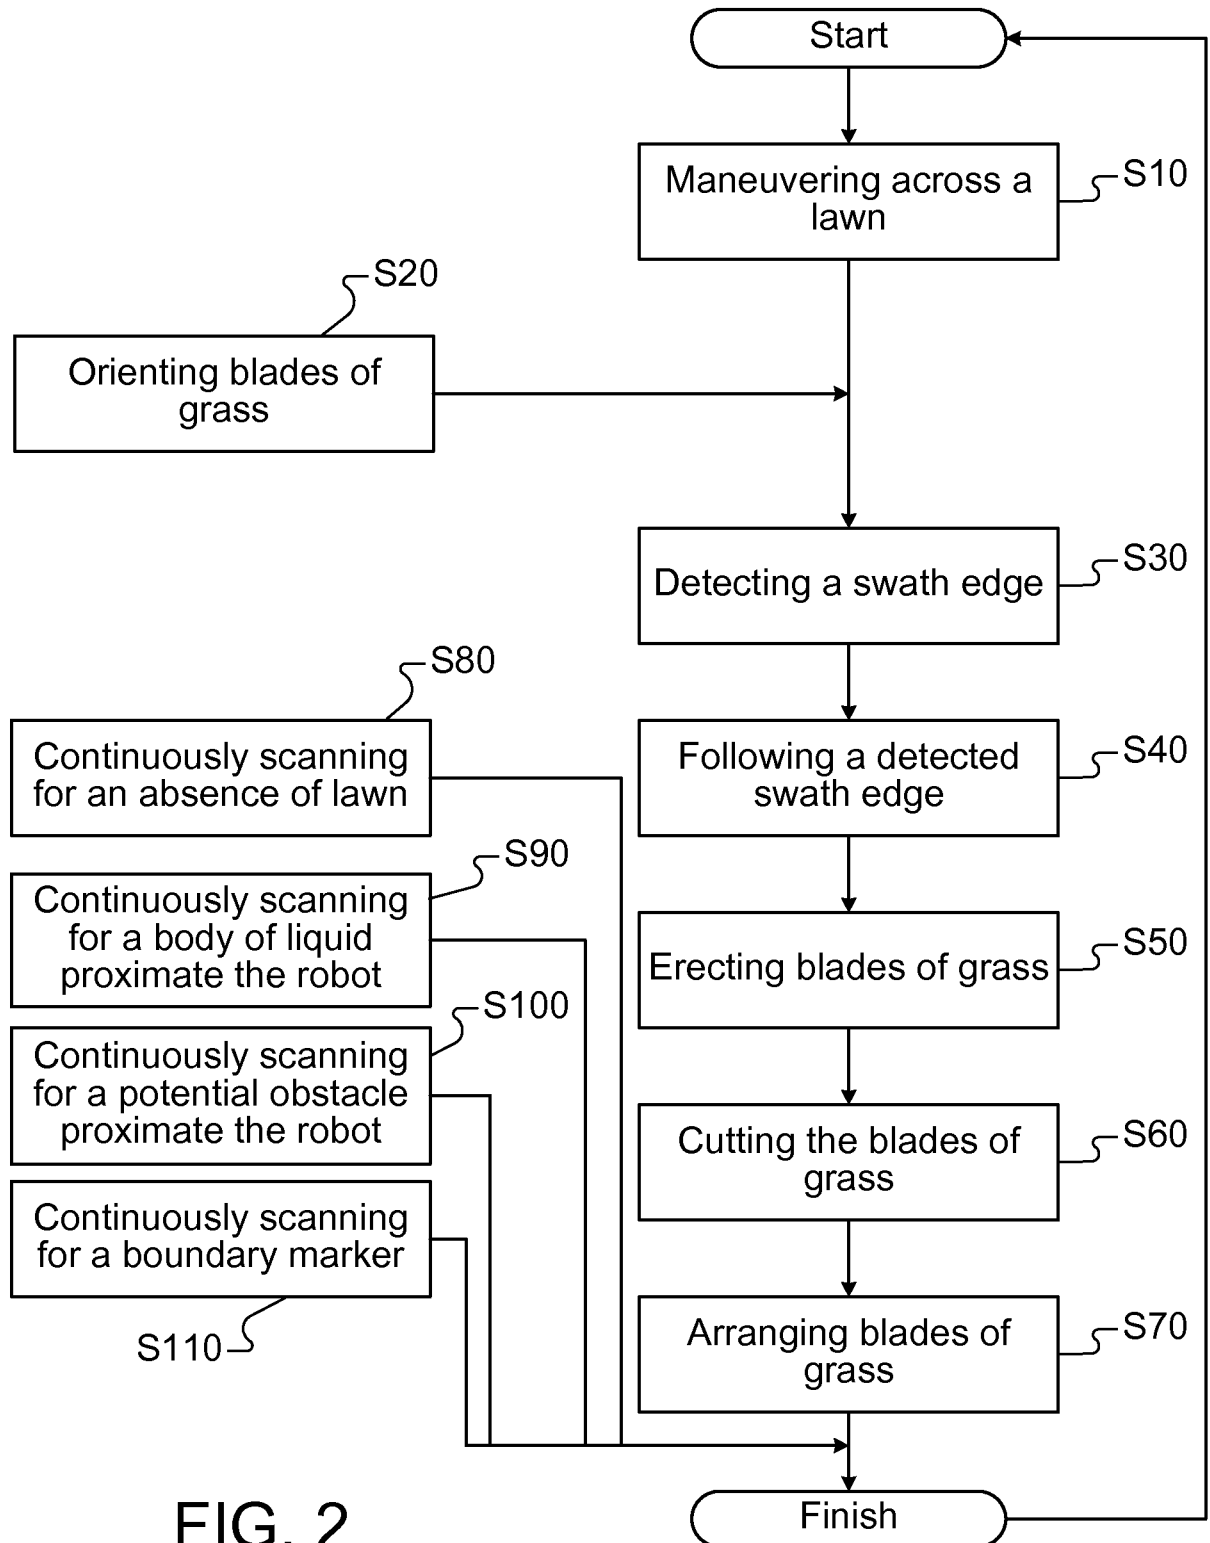 Start
Maneuvering across a
lawn
S10
S20
Orienting blades of
grass
Detecting a swath edge
S30
S80
Continuously scanning
for an absence of lawn
Following a detected
swath edge
S40
S90
Continuously scanning
for a body of liquid
proximate the robot
Erecting blades of grass
S50
S100
Continuously scanning
for a potential obstacle
proximate the robot
Cutting the blades of
grass
S60
Continuously scanning
for a boundary marker
S110
Arranging blades of
grass
S70
Finish
FIG. 2